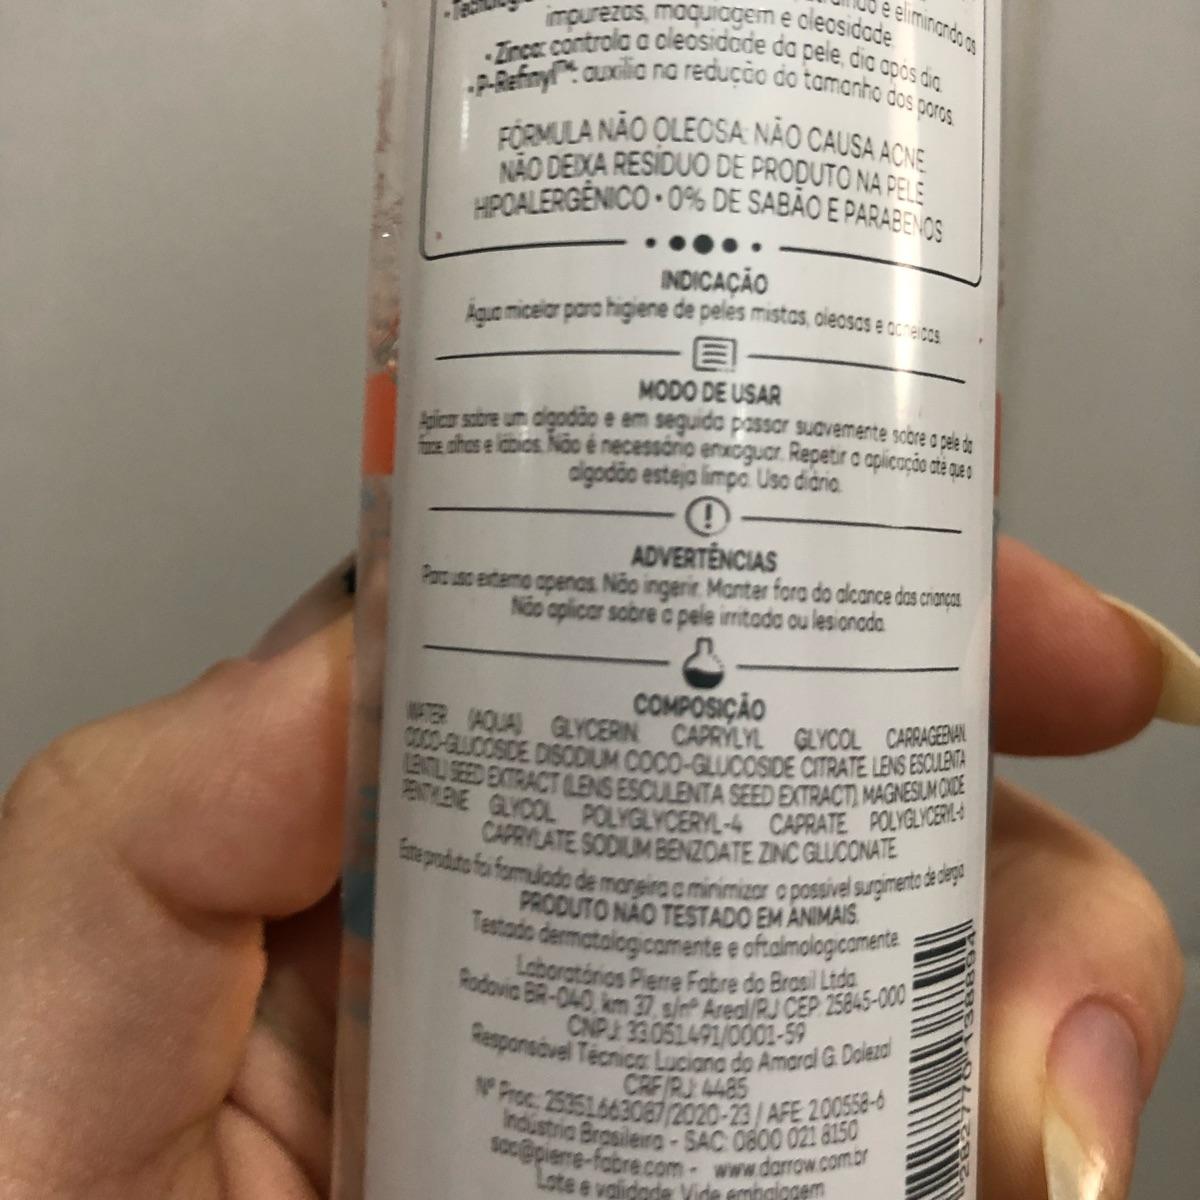 e eliminando as
impurezas, maquiagem e oleosidade.
• Zinco: controla a oleosidade da pele, dia após dia.
• P-Refinyl™: auxilia na redução do tamanho dos poros.
FÓRMULA NÃO OLEOSA: NÃO CAUSA ACNE
NÃO DEIXA RESÍDUO DE PRODUTO NA PELE
HIPOALERGÊNICO • 0% DE SABÃO E PARABENOS
INDICAÇÃO
Água micelar para higiene de peles mistas, oleosas e acneicas.
MODO DE USAR
Aplicar sobre um algodão e em seguida passar suavemente sobre a pele da
face, olhos e lábios. Não é necessário enxaguar. Repetir a aplicação até que o
algodão esteja limpo. Uso diário.
ADVERTÊNCIAS
Para uso externo apenas. Não ingerir. Manter fora do alcance das crianças.
Não aplicar sobre a pele irritada ou lesionada.
COMPOSIÇÃO
WATER (AQUA). GLYCERIN. CAPRYLYL GLYCOL. CARRAGEENAN.
COCO-GLUCOSIDE. DISODIUM COCO-GLUCOSIDE CITRATE. LENS ESCULENTA
(LENTIL) SEED EXTRACT (LENS ESCULENTA SEED EXTRACT). MAGNESIUM OXIDE.
PENTYLENE GLYCOL. POLYGLYCERYL-4 CAPRATE. POLYGLYCERYL-6
CAPRYLATE. SODIUM BENZOATE. ZINC GLUCONATE.
Este produto foi formulado de maneira a minimizar o possível surgimento de alergia.
PRODUTO NÃO TESTADO EM ANIMAIS.
Testado dermatologicamente e oftalmologicamente.
Laboratórios Pierre Fabre do Brasil Ltda.
Rodovia BR-040, km 37, s/nº Areal/RJ CEP: 25845-000
CNPJ: 33.051.491/0001-59
Responsável Técnica: Luciana do Amaral G. Dolezal
CRF/RJ: 4485
Nº Proc.: 25351.663087/2020-23 / AFE: 2.00558-6
Indústria Brasileira - SAC: 0800 021 8150
sac@pierre-fabre.com - www.darrow.com.br
Lote e validade: Vide embalagem